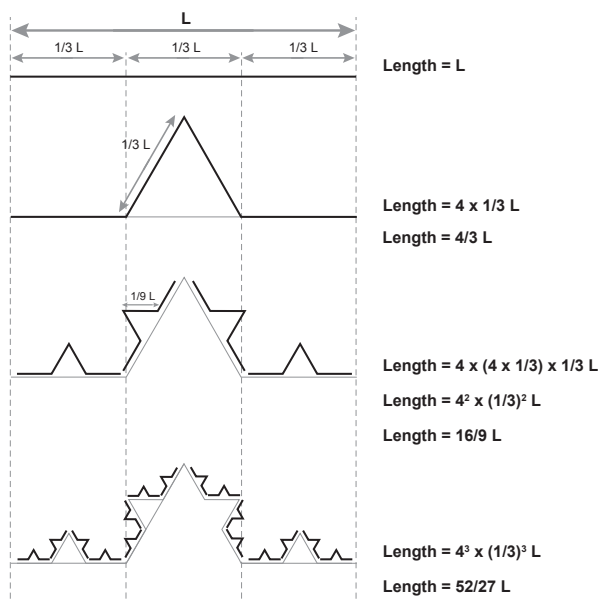 L
1/3 L 1/3 L 1/3 L
Length = L
1/3 L
Length = 4 x 1/3 L
Length = 4/3 L
1/9 L
Length = 4 x (4 x 1/3) x 1/3 L
Length = 4² x (1/3)² L
Length = 16/9 L
Length = 4³ x (1/3)³ L
Length = 52/27 L